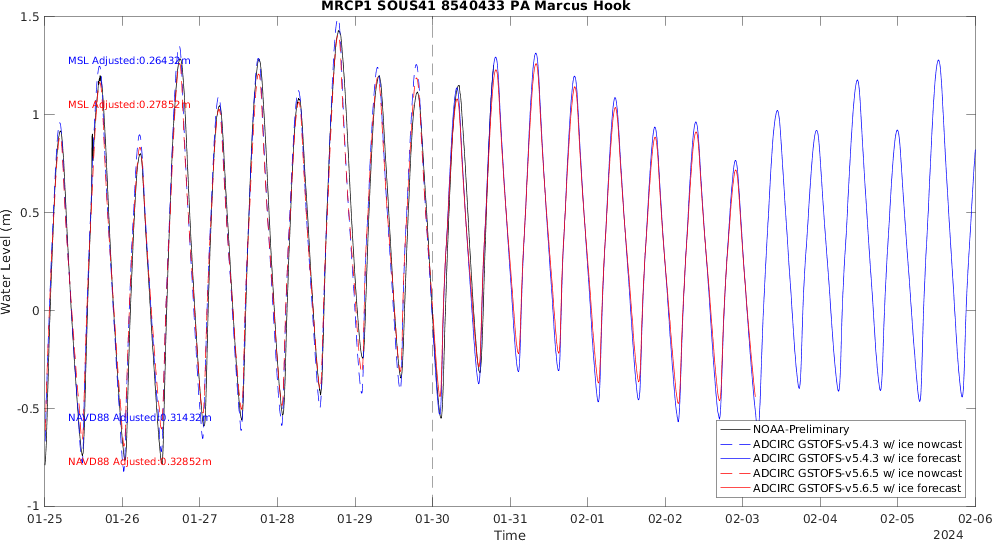 MRCP1 SOUS41 8540433 PA Marcus Hook
1.5
MSL Adjusted:0.26432m
MSL Adjusted:0.27852m
1
0.5
Water Level (m)
0
-0.5
NAVD88 Adjusted:0.31432m
NAVD88 Adjusted:0.32852m
-1
NOAA-Preliminary
ADCIRC GSTOFS-v5.4.3 w/ ice nowcast
ADCIRC GSTOFS-v5.4.3 w/ ice forecast
ADCIRC GSTOFS-v5.6.5 w/ ice nowcast
ADCIRC GSTOFS-v5.6.5 w/ ice forecast
01-25 01-26 01-27 01-28 01-29 01-30 01-31 02-01 02-02 02-03 02-04 02-05 02-06
Time
2024